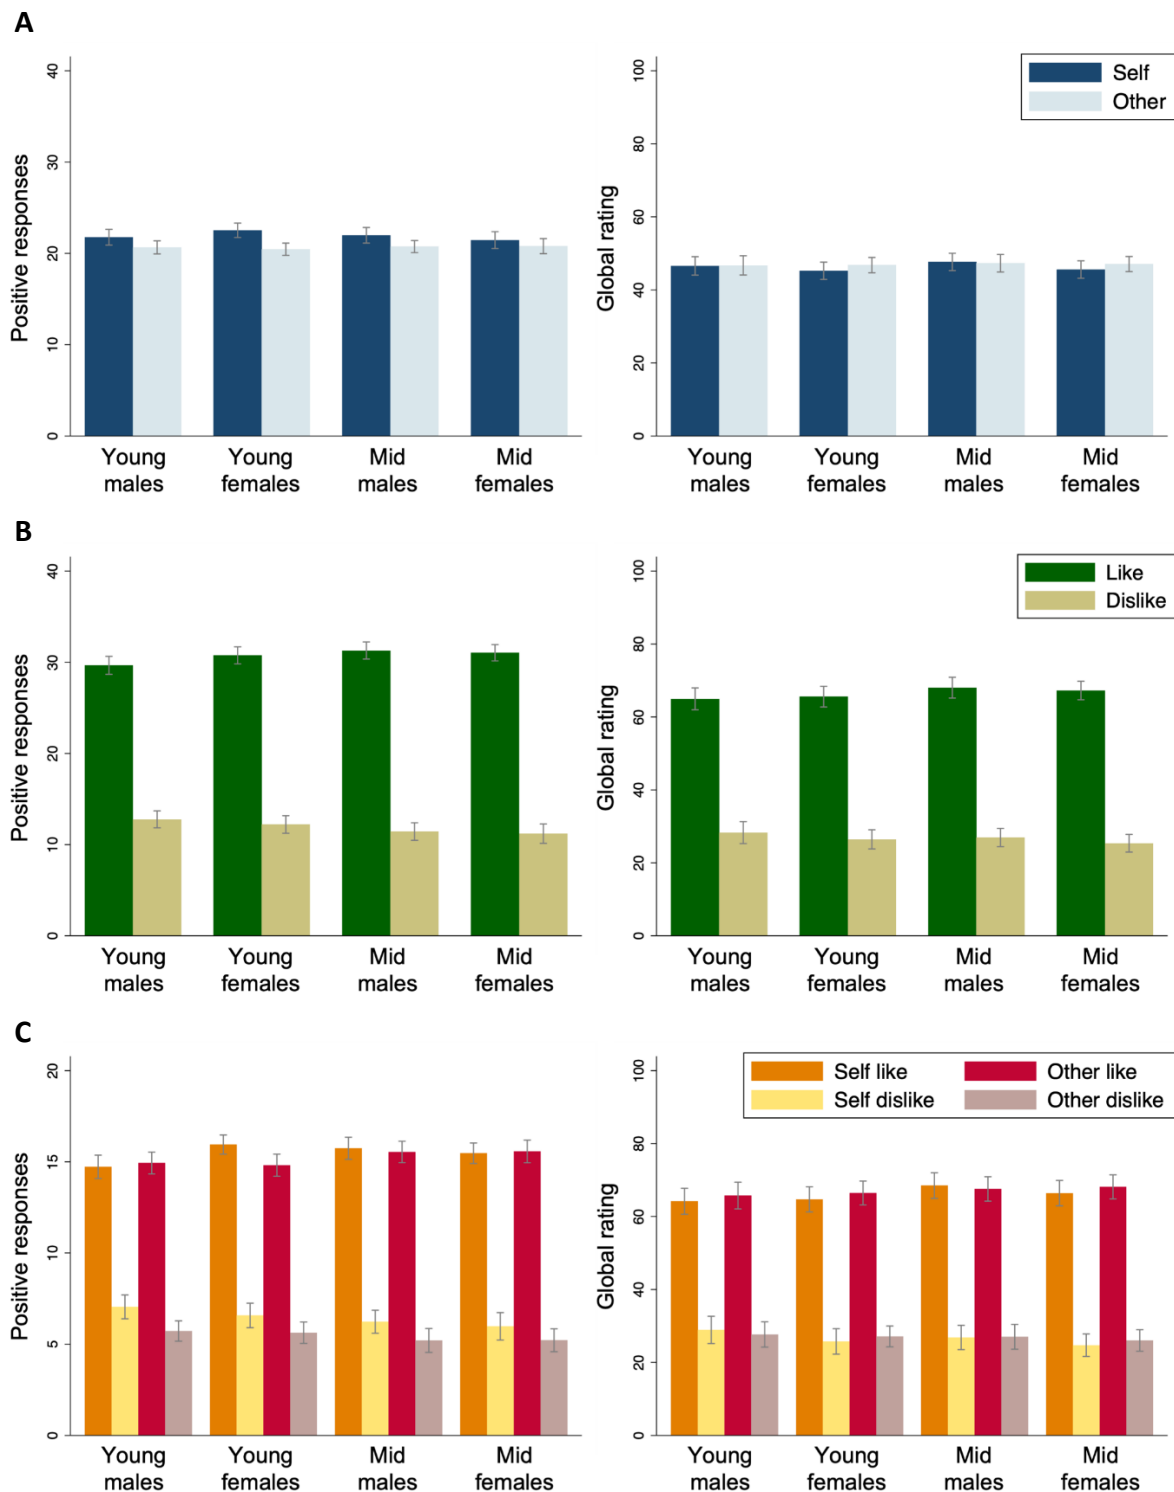 A
Positive responses
40
30
20
10
0
Young males
Young females
Mid males
Mid females
Global rating
100
80
60
40
20
0
Self
Other
Young males
Young females
Mid males
Mid females
B
Positive responses
40
30
20
10
0
Young males
Young females
Mid males
Mid females
Global rating
100
80
60
40
20
0
Like
Dislike
Young males
Young females
Mid males
Mid females
C
Positive responses
20
15
10
5
0
Young males
Young females
Mid males
Mid females
Global rating
100
80
60
40
20
0
Self like
Other like
Self dislike
Other dislike
Young males
Young females
Mid males
Mid females